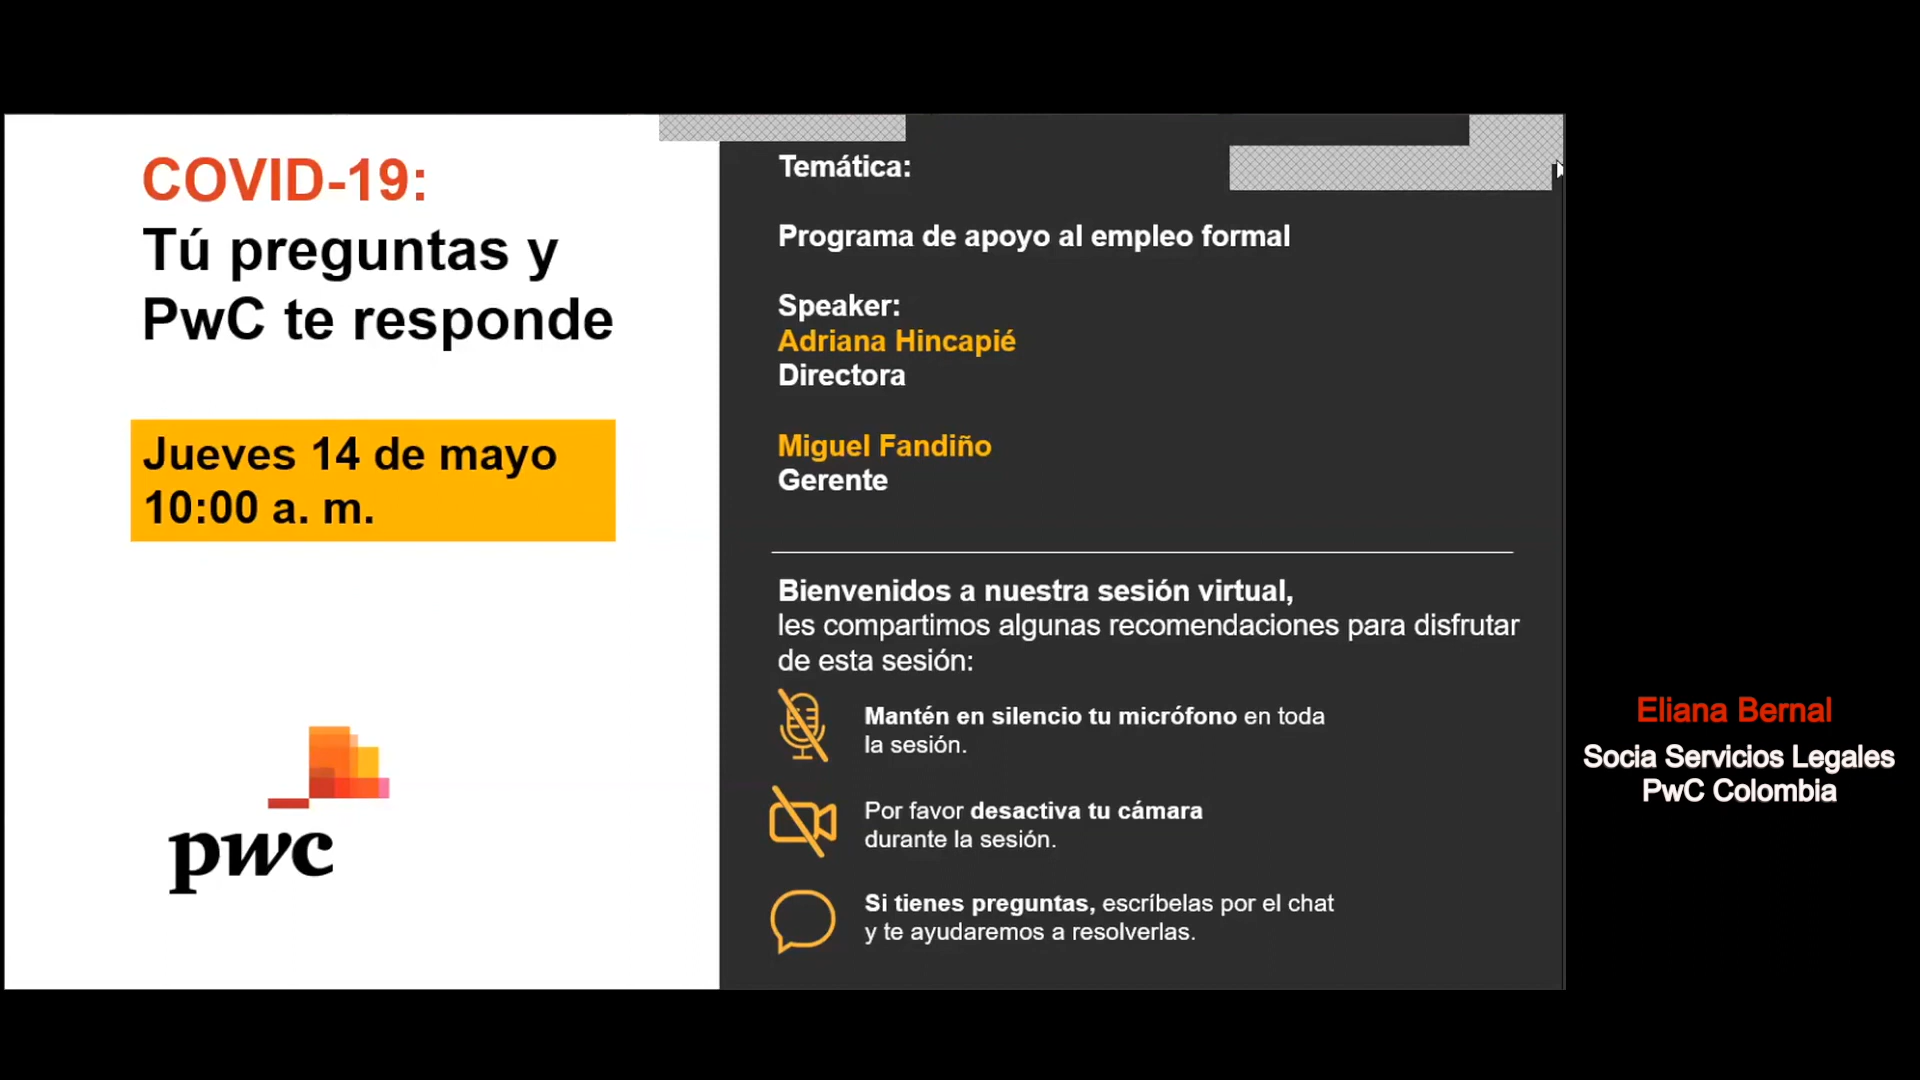 COVID-19:
Tú preguntas y
PwC te responde
Jueves 14 de mayo
10:00 a. m.
pwc
Temática:
Programa de apoyo al empleo formal
Speaker:
Adriana Hincapié
Directora
Miguel Fandiño
Gerente
Bienvenidos a nuestra sesión virtual,
les compartimos algunas recomendaciones para disfrutar
de esta sesión:
Mantén en silencio tu micrófono en toda
la sesión.
Por favor desactiva tu cámara
durante la sesión.
Si tienes preguntas, escríbelas por el chat
y te ayudaremos a resolverlas.
Eliana Bernal
Socia Servicios Legales
PwC Colombia